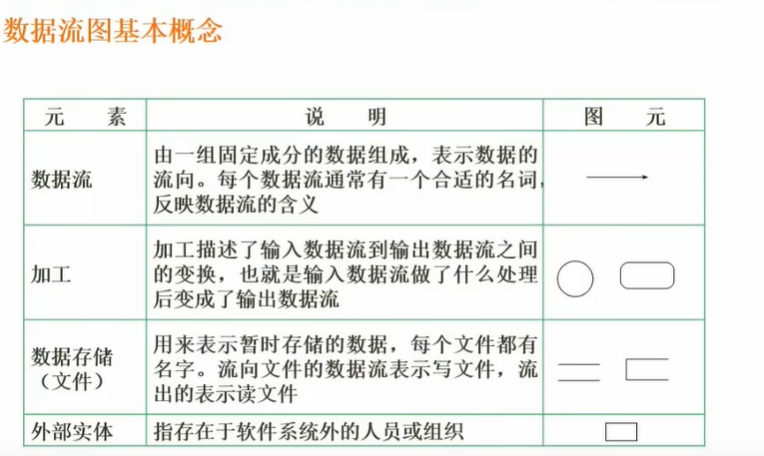 数据流图基本概念
元 素 说 明 图 元
数据流
由一组固定成分的数据组成，表示数据的
流向。每个数据流通常有一个合适的名词，
反映数据流的含义
加工
加工描述了输入数据流到输出数据流之间
的变换，也就是输入数据流做了什么处理
后变成了输出数据流
数据存储
（文件）
用来表示暂时存储的数据，每个文件都有
名字。流向文件的数据流表示写文件，流
出的表示读文件
外部实体
指存在于软件系统外的人员或组织